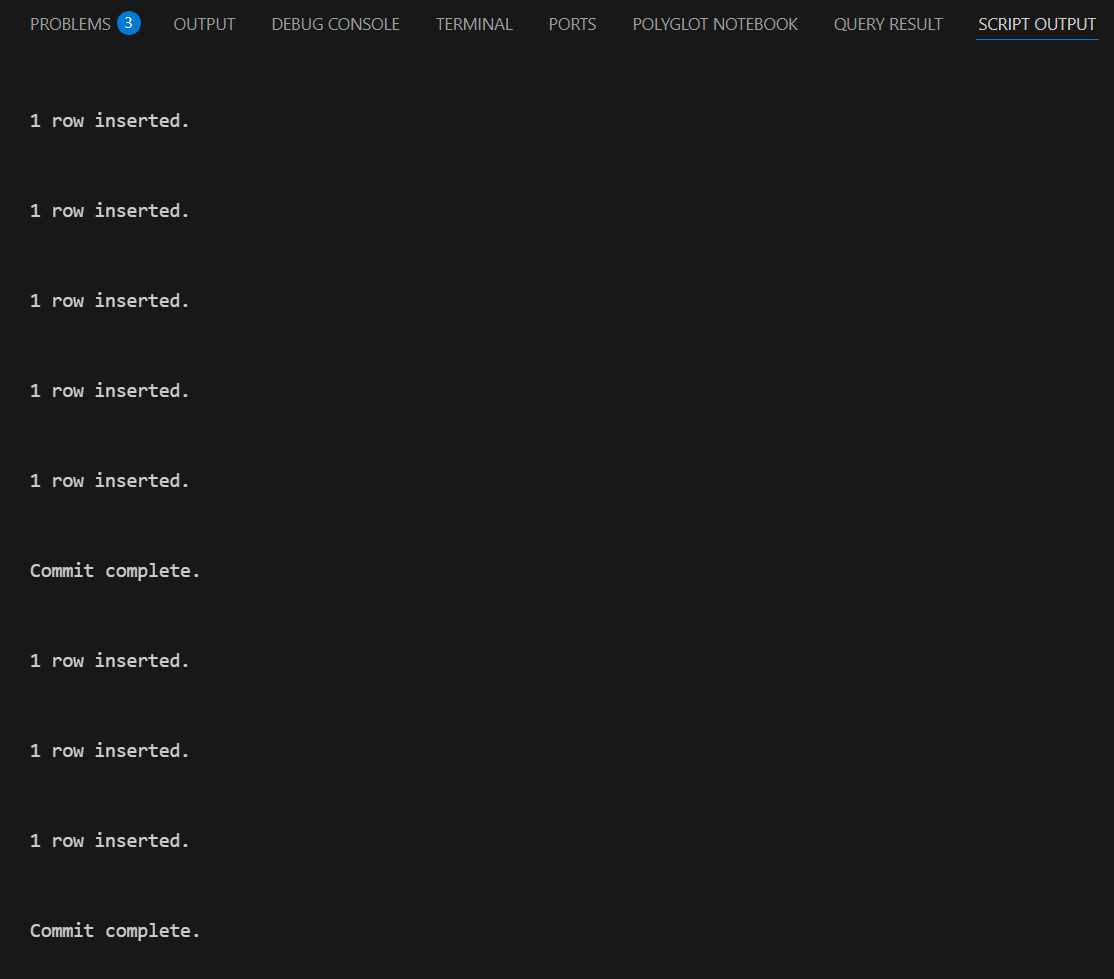 PROBLEMS 3 OUTPUT DEBUG CONSOLE TERMINAL PORTS POLYGLOT NOTEBOOK QUERY RESULT SCRIPT OUTPUT
1 row inserted.
1 row inserted.
1 row inserted.
1 row inserted.
1 row inserted.
Commit complete.
1 row inserted.
1 row inserted.
1 row inserted.
Commit complete.